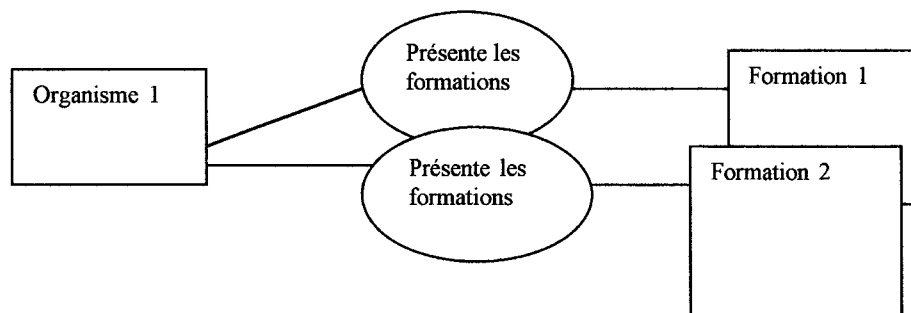 Organisme 1
Présente les
formations
Formation 1
Présente les
formations
Formation 2